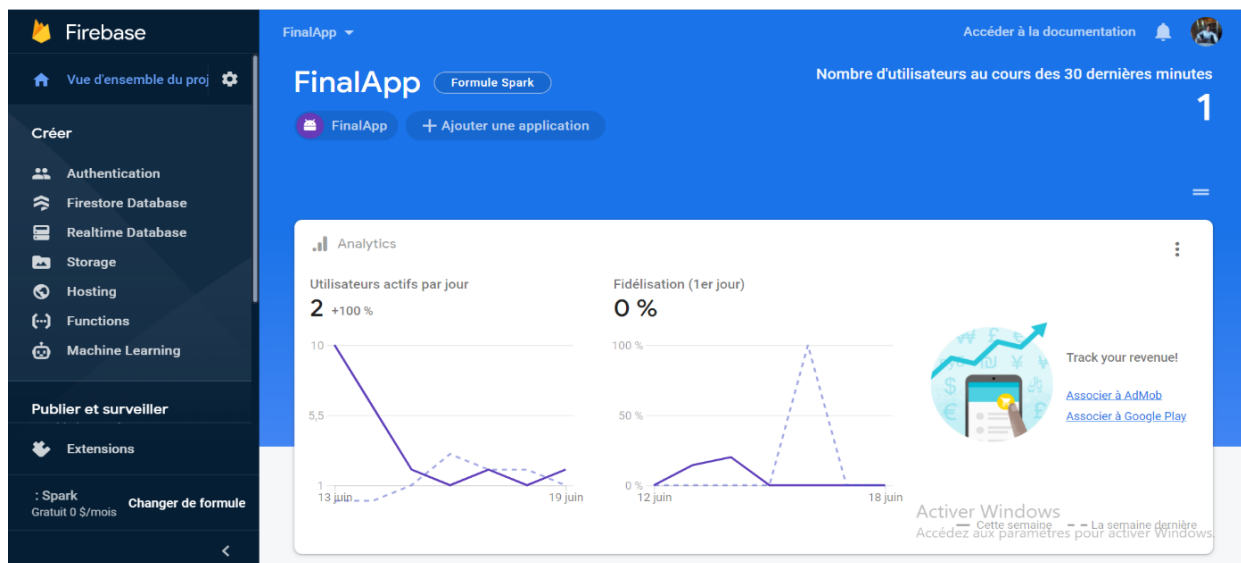 Firebase
FinalApp
Accéder à la documentation
Vue d'ensemble du proj
FinalApp
Formule Spark
Nombre d'utilisateurs au cours des 30 dernières minutes
1
FinalApp
+ Ajouter une application
Créer
Authentication
Firestore Database
Realtime Database
Storage
Hosting
Functions
Machine Learning
Publier et surveiller
Extensions
: Spark
Gratuit 0 $/mois
Changer de formule
Analytics
Utilisateurs actifs par jour
2 +100 %
10
5,5
1
13 juin
19 juin
Fidélisation (1er jour)
0 %
100 %
50 %
0 %
12 juin
18 juin
Track your revenue!
Associer à AdMob
Associer à Google Play
Cette semaine
La semaine dernière
Activer Windows
Accédez aux paramètres pour activer Windows.